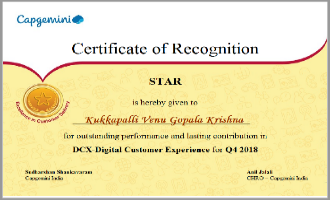 Capgemini
Certificate of Recognition
STAR
is hereby given to
Kukkapalli Venu Gopala Krishna
for outstanding performance and lasting contribution in
DCX-Digital Customer Experience for Q4 2018
Excellence in Customer Delivery
Sudharshan Shankavaram
Capgemini India
Anil Jalali
CHRO - Capgemini India